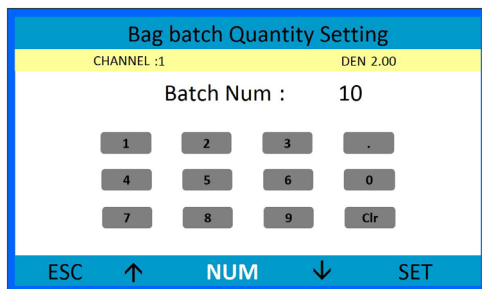 Bag batch Quantity Setting
CHANNEL :1 DEN 2.00
Batch Num : 10
1 2 3 .
4 5 6 0
7 8 9 Clr
ESC ↑ NUM ↓ SET